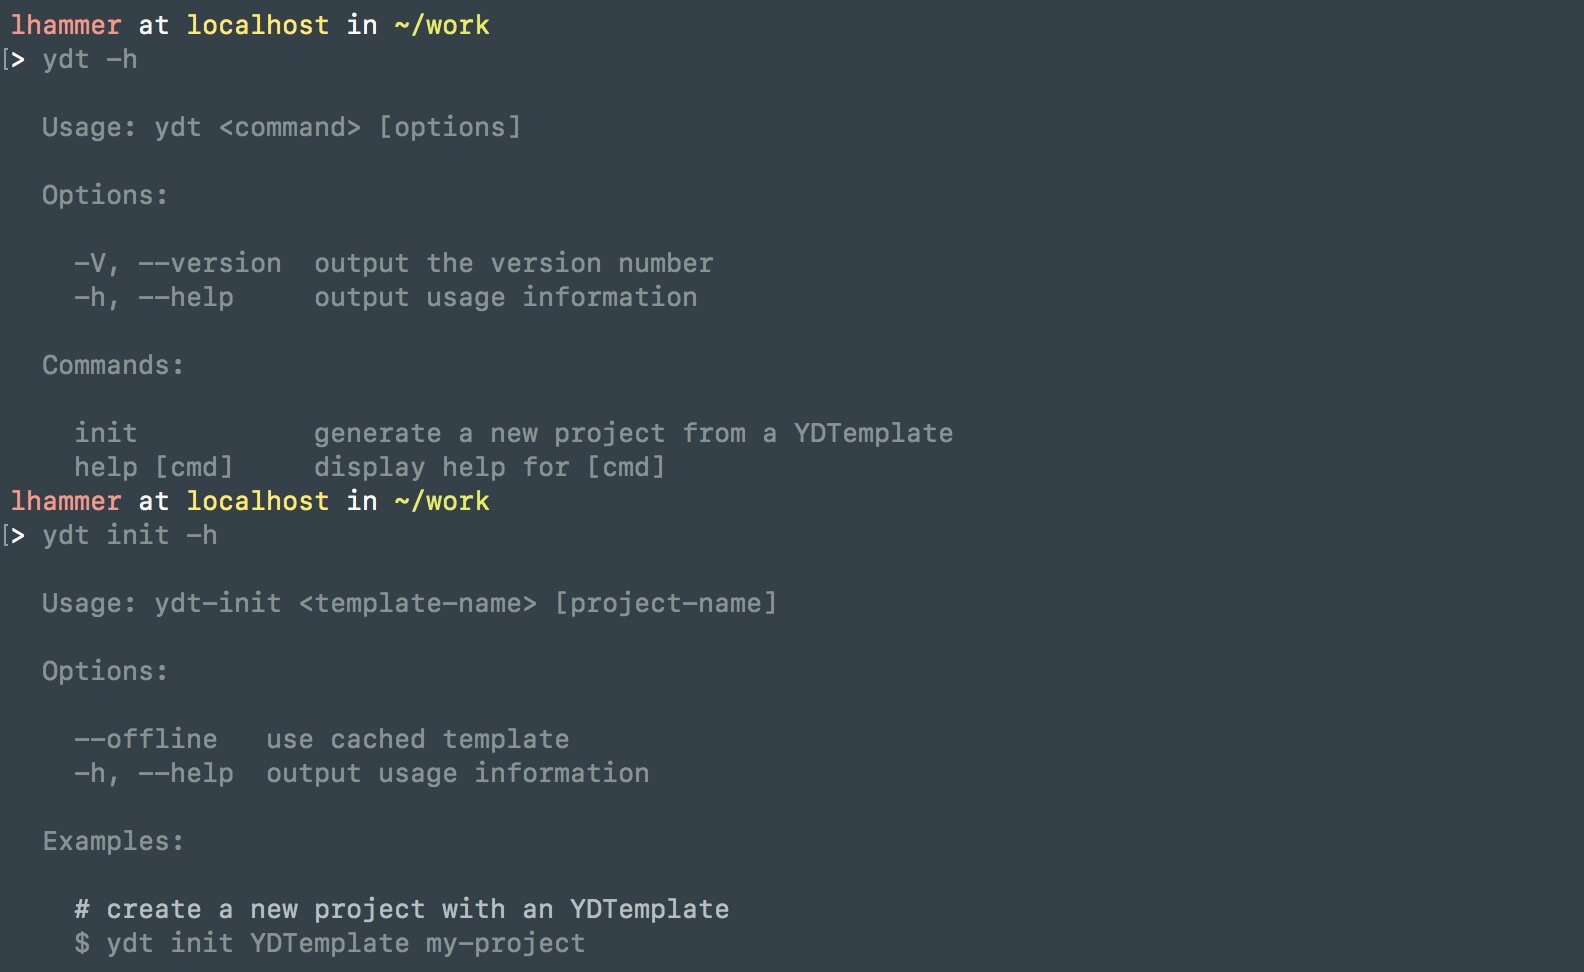 lhammer at localhost in ~/work
[> ydt -h
Usage: ydt <command> [options]
Options:
-V, --version  output the version number
-h, --help     output usage information
Commands:
init           generate a new project from a YDTemplate
help [cmd]     display help for [cmd]
lhammer at localhost in ~/work
[> ydt init -h
Usage: ydt-init <template-name> [project-name]
Options:
--offline   use cached template
-h, --help  output usage information
Examples:
# create a new project with an YDTemplate
$ ydt init YDTemplate my-project